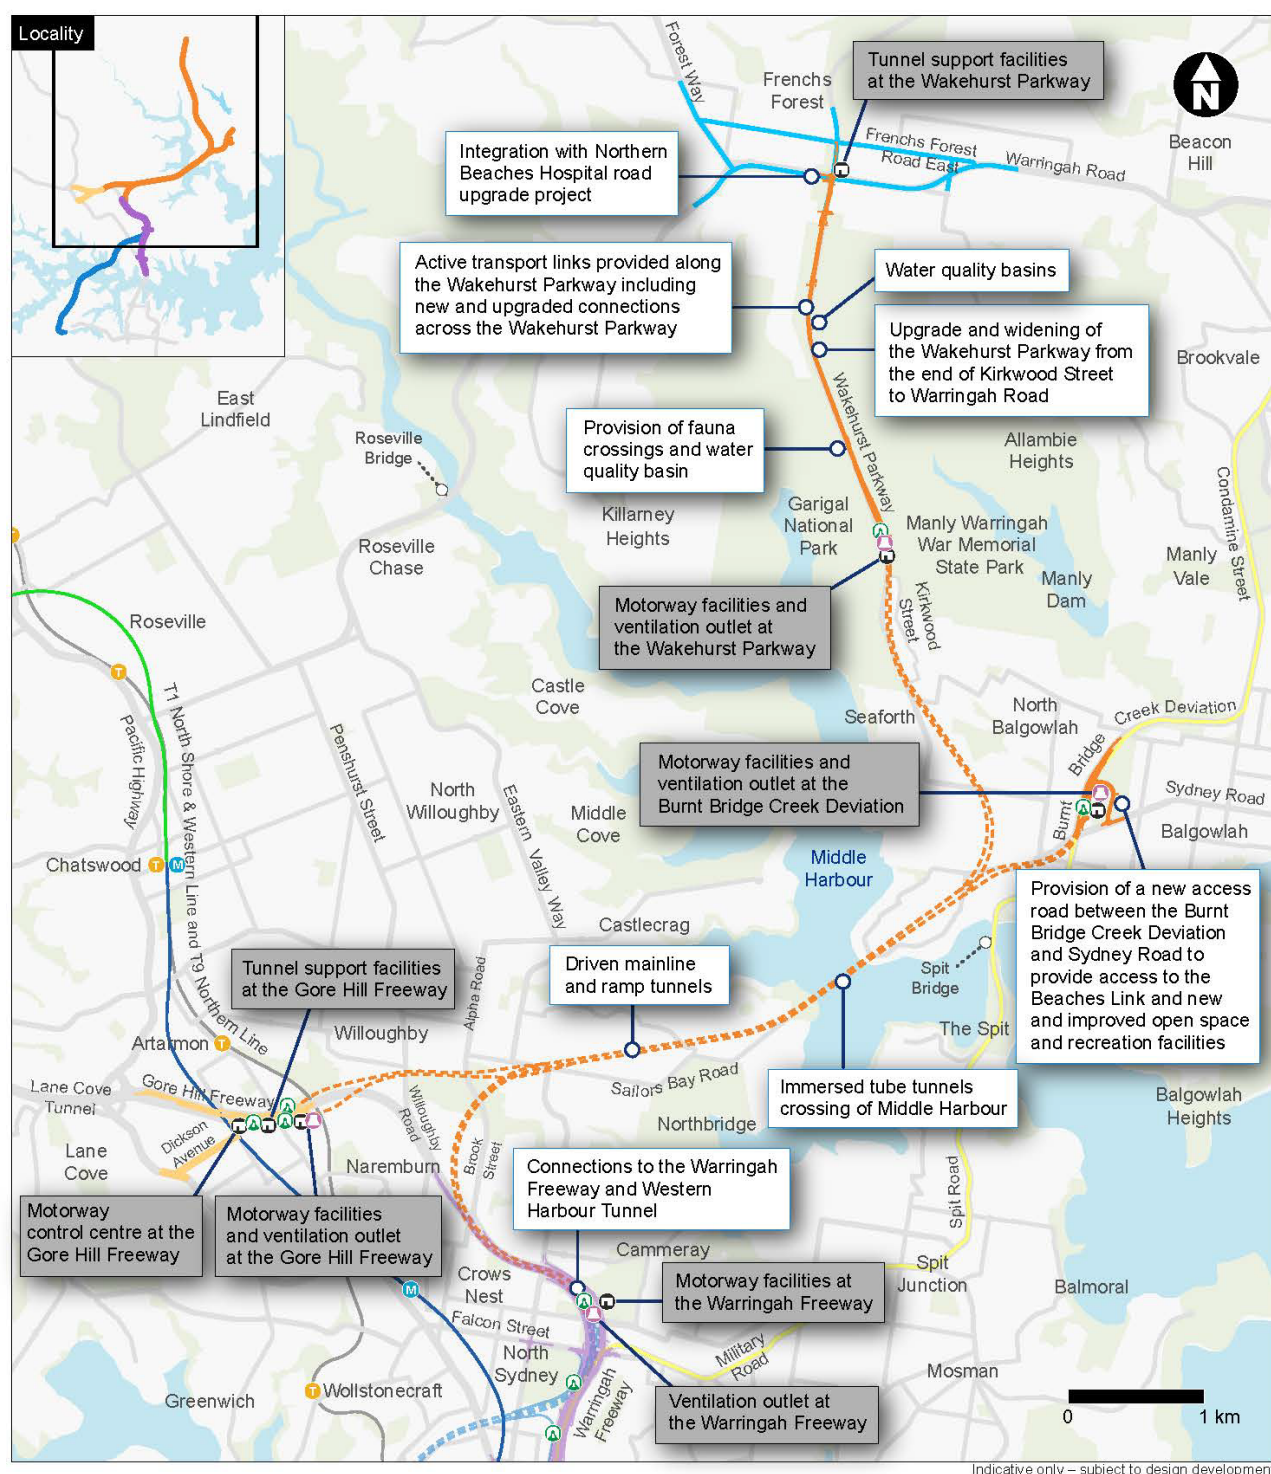 Locality
N
Forest Way
Frenchs
Forest
Tunnel support facilities
at the Wakehurst Parkway
Beacon
Hill
Frenchs Forest
Road East
Warringah Road
Integration with Northern
Beaches Hospital road
upgrade project
Active transport links provided along
the Wakehurst Parkway including
new and upgraded connections
across the Wakehurst Parkway
Water quality basins
Upgrade and widening of
the Wakehurst Parkway from
the end of Kirkwood Street
to Warringah Road
Brookvale
East
Lindfield
Roseville
Bridge
Provision of fauna
crossings and water
quality basin
Wakehurst Parkway
Allambie
Heights
Condamine Street
Killarney
Heights
Garigal
National
Park
Manly Warringah
War Memorial
State Park
Manly
Dam
Manly
Vale
Roseville
Chase
T
Motorway facilities and
ventilation outlet at
the Wakehurst Parkway
Kirkwood
Street
Roseville
T
T1 North Shore & Western Line and T9 Northern Line
Pacific Highway
Penshurst Street
Castle
Cove
Seaforth
North
Balgowlah
Burnt
Bridge
Creek Deviation
Motorway facilities and
ventilation outlet at the
Burnt Bridge Creek Deviation
Sydney Road
Balgowlah
North
Willoughby
Eastern Valley Way
Middle
Cove
Middle
Harbour
Chatswood
T
M
Provision of a new access
road between the Burnt
Bridge Creek Deviation
and Sydney Road to
provide access to the
Beaches Link and new
and improved open space
and recreation facilities
Castlecrag
Tunnel support facilities
at the Gore Hill Freeway
Alpha Road
Driven mainline
and ramp tunnels
Spit
Bridge
The Spit
Willoughby
Artarmon
T
Lane Cove
Tunnel
Gore Hill Freeway
Dickson
Avenue
Lane
Cove
Willoughby
Road
Brook
Street
Sailors Bay Road
Northbridge
Immersed tube tunnels
crossing of Middle Harbour
Balgowlah
Heights
Naremburn
Connections to the Warringah
Freeway and Western
Harbour Tunnel
Spit Road
Motorway
control centre at the
Gore Hill Freeway
Motorway facilities
and ventilation outlet
at the Gore Hill Freeway
M
Cammeray
Crows
Nest
Motorway facilities at
the Warringah Freeway
Spit
Junction
Balmoral
Falcon Street
North
Sydney
Military
Road
Mosman
Greenwich
T
Wollstonecraft
Warringah
Freeway
Ventilation outlet at
the Warringah Freeway
0
1 km
Indicative only – subject to design development